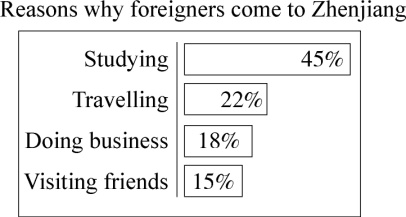 Reasons why foreigners come to Zhenjiang
Studying 45%
Travelling 22%
Doing business 18%
Visiting friends 15%